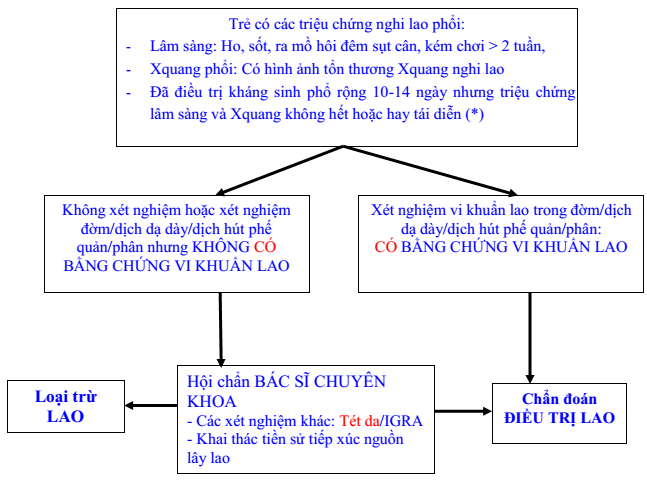 Trẻ có các triệu chứng nghi lao phổi:
- Lâm sàng: Ho, sốt, ra mồ hôi đêm sụt cân, kém chơi > 2 tuần,
- Xquang phổi: Có hình ảnh tổn thương Xquang nghi lao
- Đã điều trị kháng sinh phổ rộng 10-14 ngày nhưng triệu chứng
lâm sàng và Xquang không hết hoặc hay tái diễn (*)
Không xét nghiệm hoặc xét nghiệm
đờm/dịch dạ dày/dịch hút phế
quản/phân nhưng KHÔNG CÓ
BẰNG CHỨNG VI KHUẨN LAO
Xét nghiệm vi khuẩn lao trong đờm/dịch
dạ dày/dịch hút phế quản/phân:
CÓ BẰNG CHỨNG VI KHUẨN LAO
Hội chẩn BÁC SĨ CHUYÊN
KHOA
- Các xét nghiệm khác: Tét da/IGRA
- Khai thác tiền sử tiếp xúc nguồn
lây lao
Loại trừ
LAO
Chẩn đoán
ĐIỀU TRỊ LAO